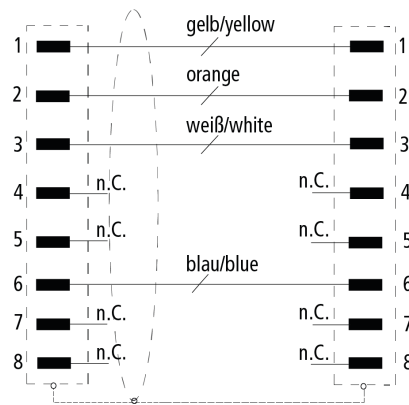 gelb/yellow
1 1
orange
2 2
weiß/white
3 3
4 n.C. n.C. 4
5 n.C. n.C. 5
blau/blue
6 6
7 n.C. n.C. 7
8 n.C. n.C. 8